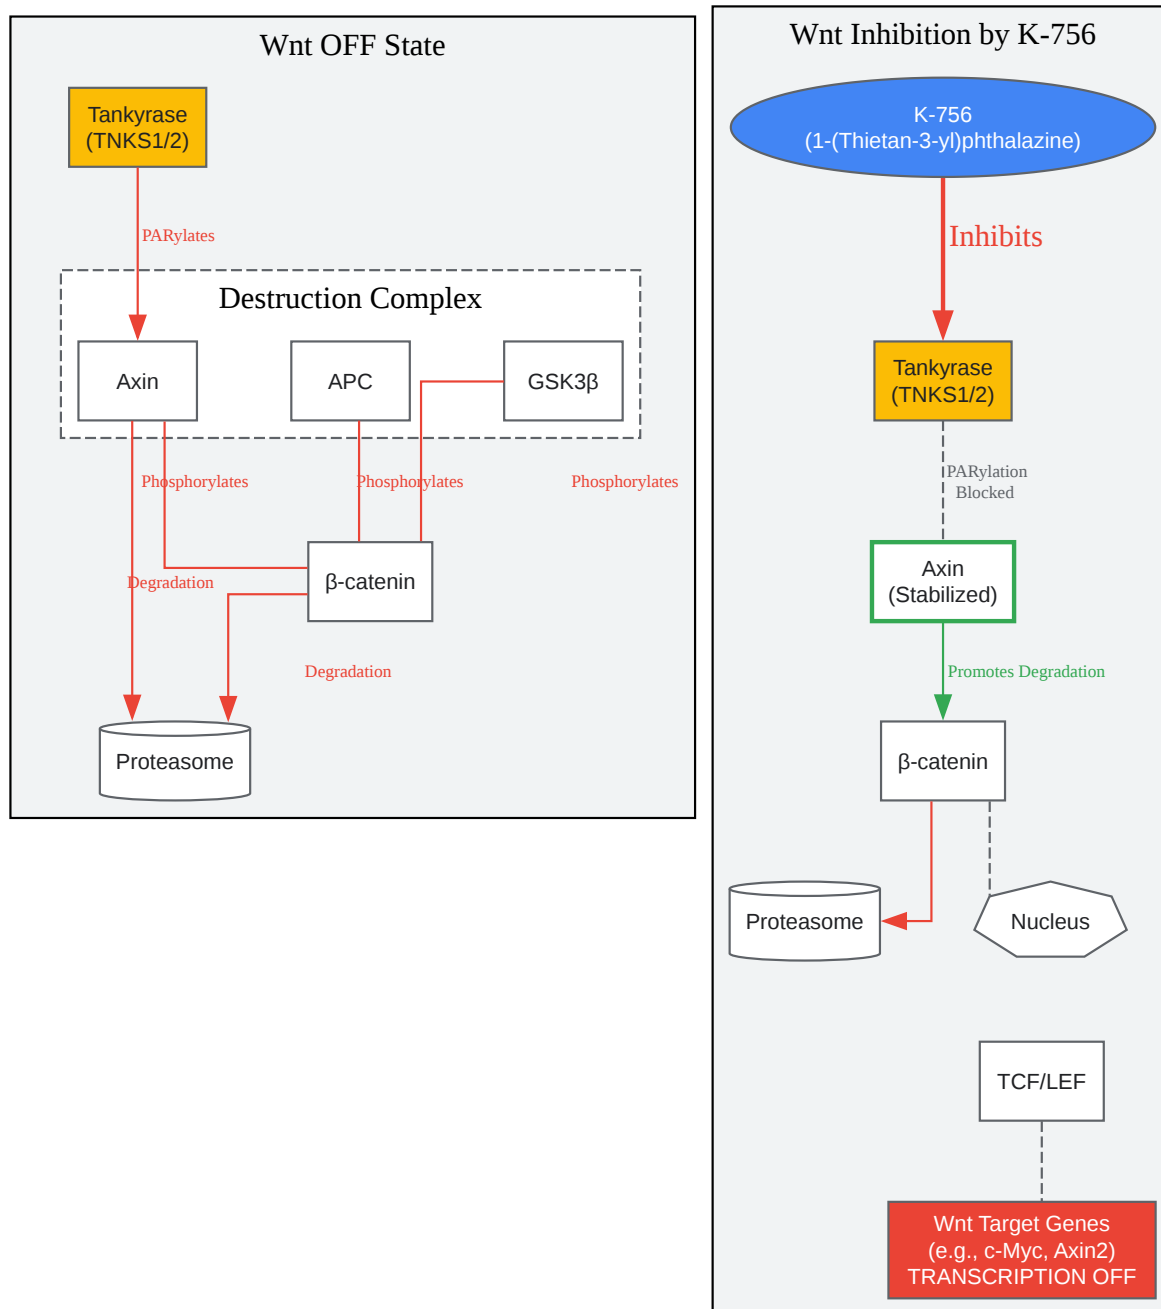 Wnt OFF State
Tankyrase
(TNKS1/2)
PARylates
Destruction Complex
Axin
APC
GSK3β
Phosphorylates
Phosphorylates
Phosphorylates
Degradation
β-catenin
Degradation
Proteasome
Wnt Inhibition by K-756
K-756
(1-(Thietan-3-yl)phthalazine)
Inhibits
Tankyrase
(TNKS1/2)
PARylation
Blocked
Axin
(Stabilized)
Promotes Degradation
β-catenin
Proteasome
Nucleus
TCF/LEF
Wnt Target Genes
(e.g., c-Myc, Axin2)
TRANSCRIPTION OFF